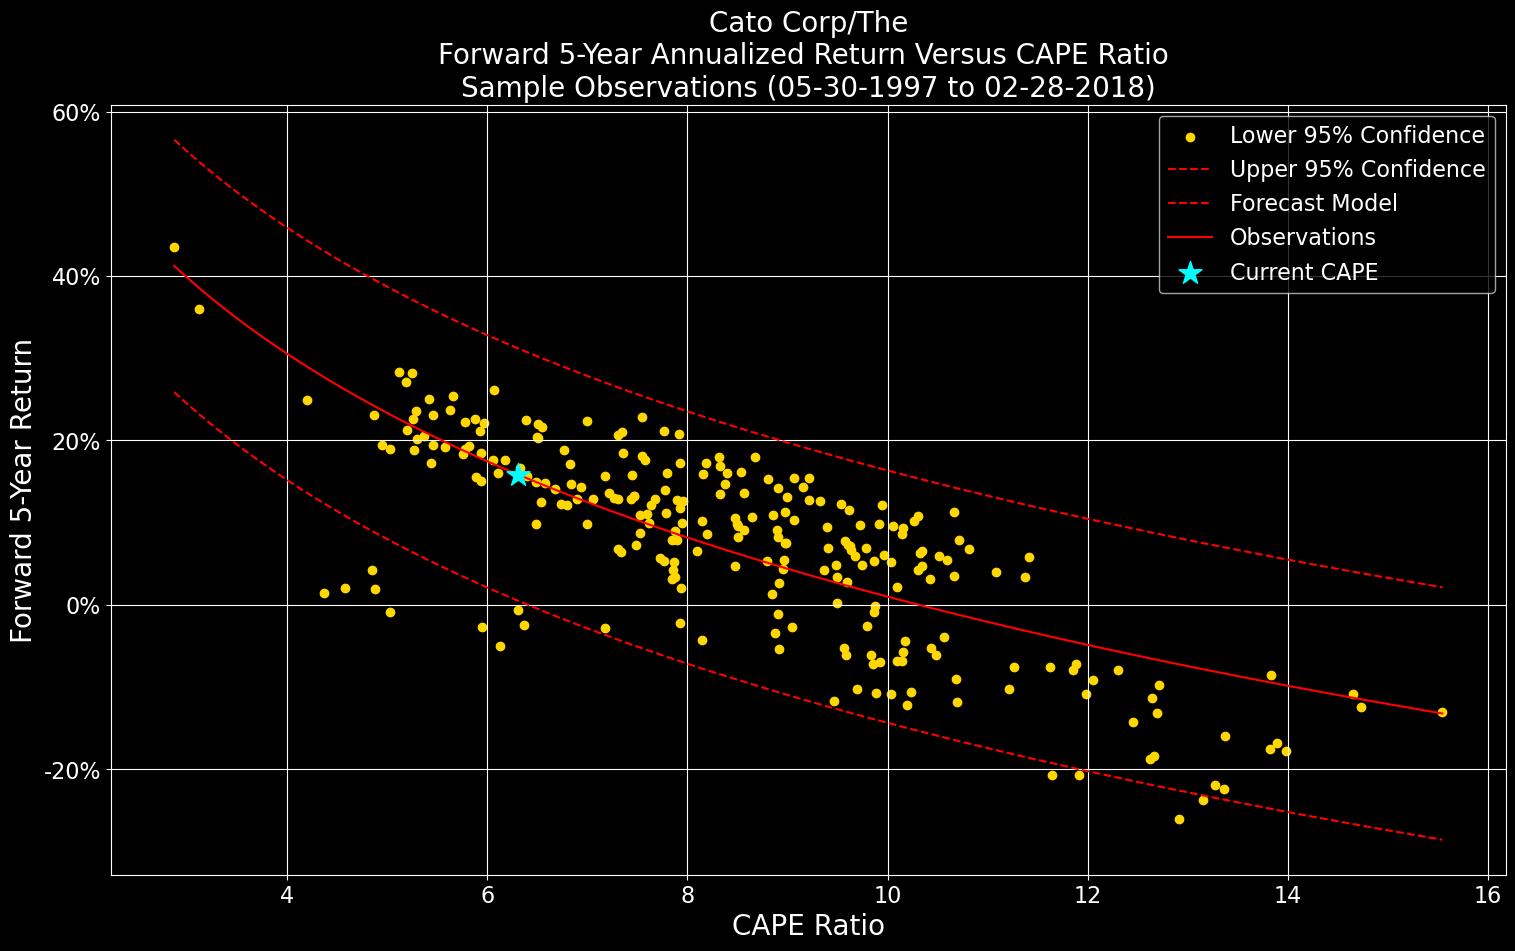 Cato Corp/The
Forward 5-Year Annualized Return Versus CAPE Ratio
Sample Observations (05-30-1997 to 02-28-2018)
60%
40%
20%
0%
-20%
Forward 5-Year Return
Lower 95% Confidence
Upper 95% Confidence
Forecast Model
Observations
Current CAPE
4 6 8 10 12 14 16
CAPE Ratio